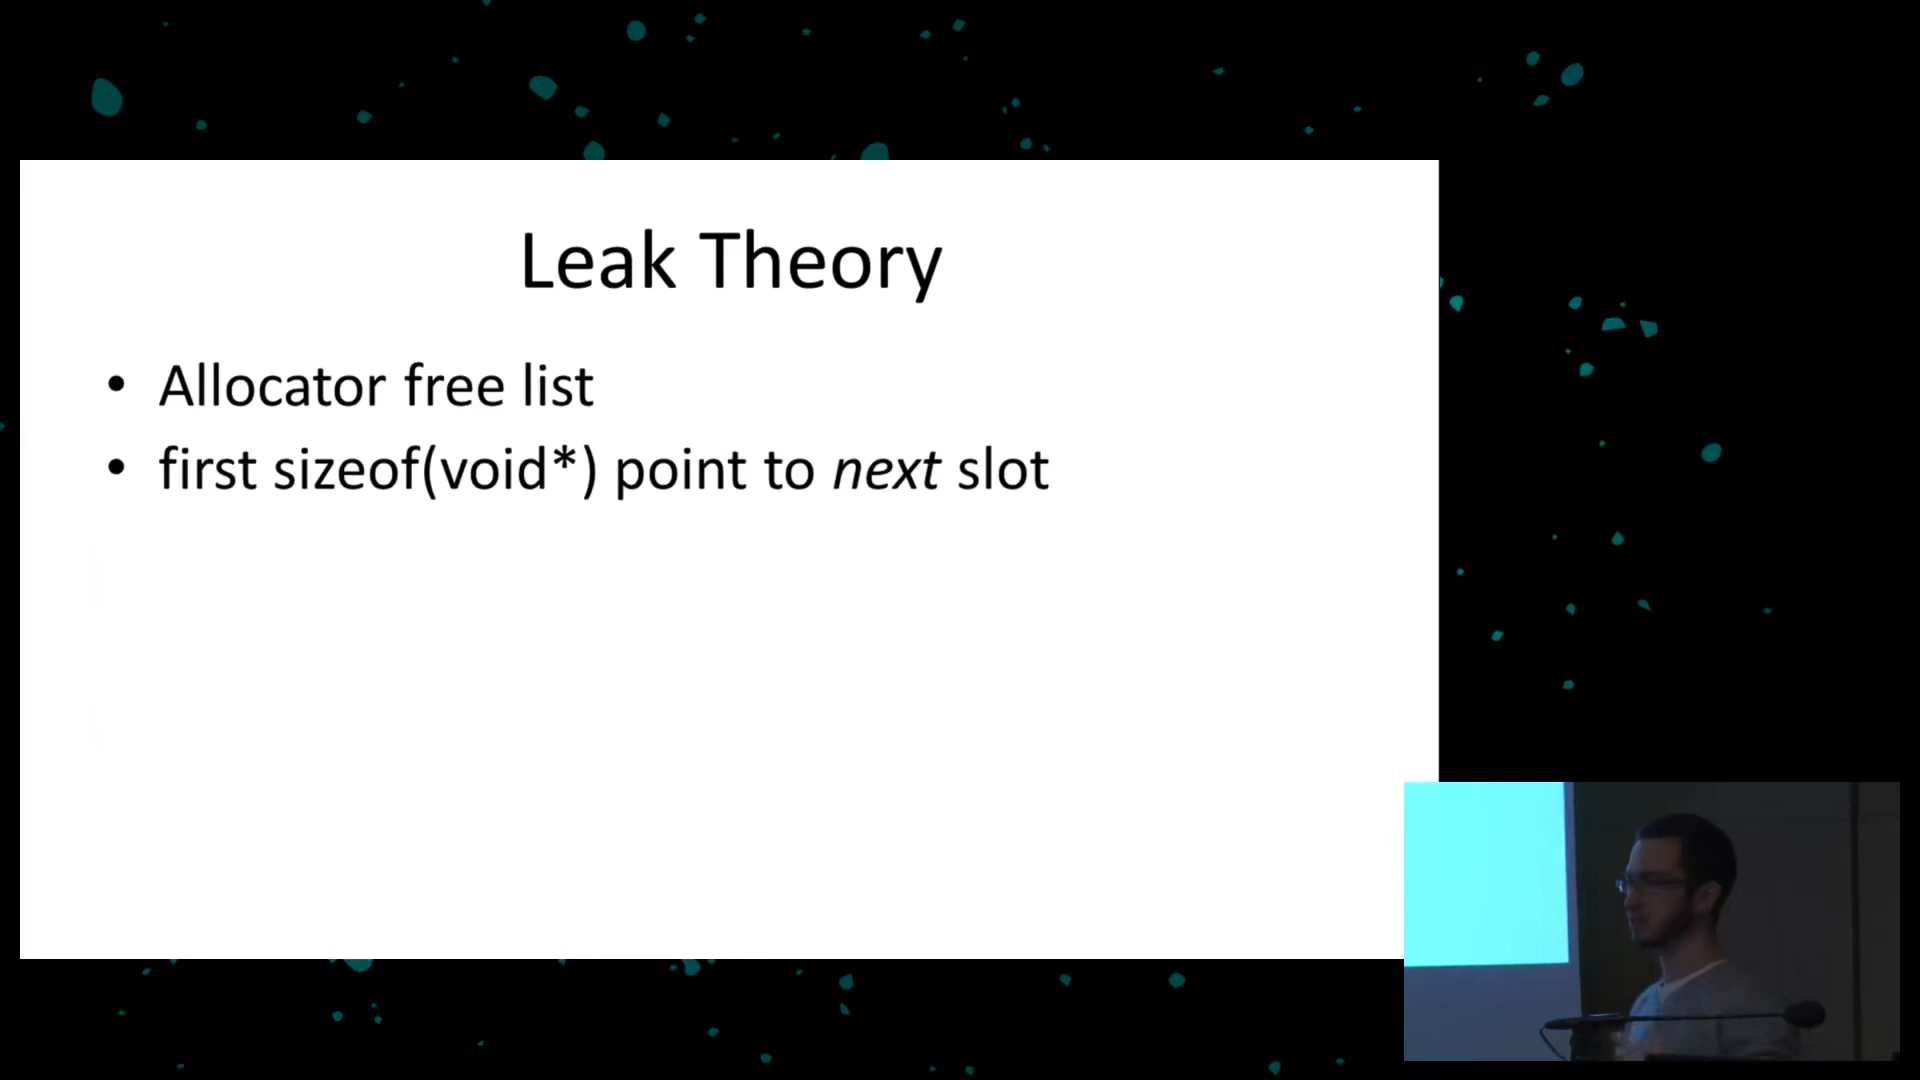 Leak Theory
• Allocator free list
• first sizeof(void*) point to next slot